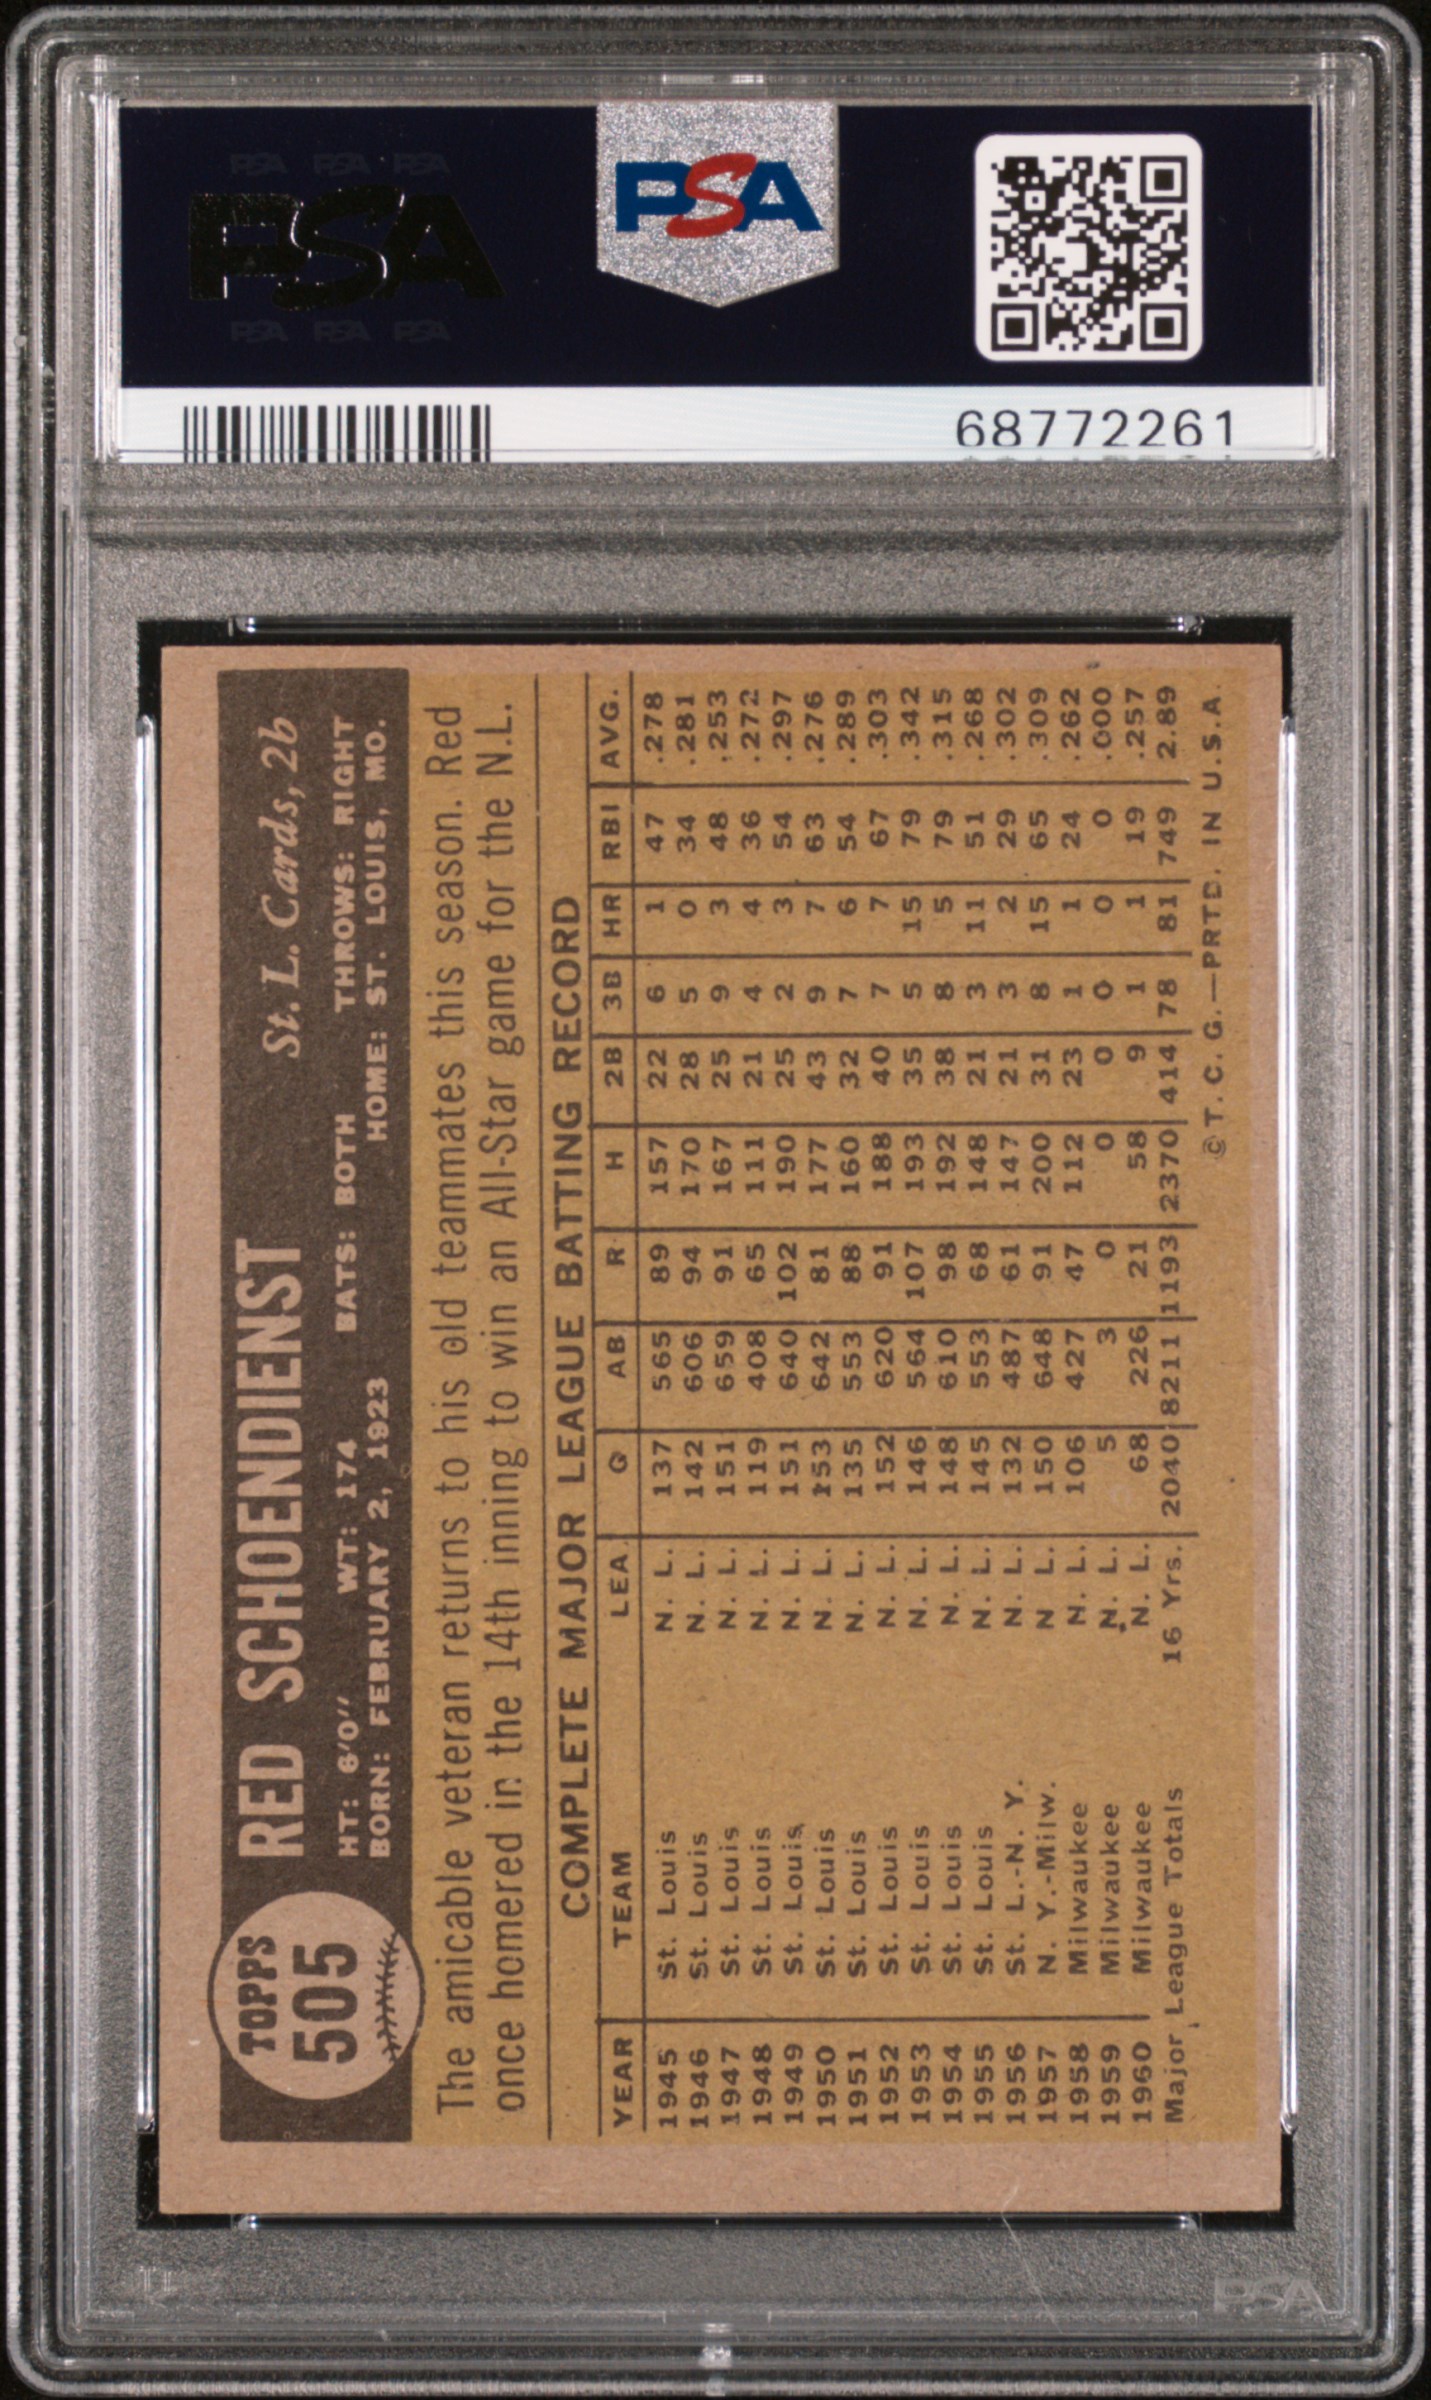 PSA PSA PSA
PSA
PSA PSA PSA
PSA
68772261
TOPPS
505
RED SCHOENDIENST St. L. Cards, 2b
HT: 6'0" WT: 174 BATS: BOTH THROWS: RIGHT
BORN: FEBRUARY 2, 1923 HOME: ST. LOUIS, MO.
The amicable veteran returns to his old teammates this season. Red
once homered in the 14th inning to win an All-Star game for the N.L.
COMPLETE MAJOR LEAGUE BATTING RECORD
YEAR TEAM LEA. G AB R H 2B 3B HR RBI AVG.
1945 St. Louis N. L. 137 565 89 157 22 6 1 47 .278
1946 St. Louis N. L. 142 606 94 170 28 5 0 34 .281
1947 St. Louis N. L. 151 659 91 167 25 9 3 48 .253
1948 St. Louis N. L. 119 408 65 111 21 4 4 36 .272
1949 St. Louis N. L. 151 640 102 190 25 2 3 54 .297
1950 St. Louis N. L. 153 642 81 177 43 9 7 63 .276
1951 St. Louis N. L. 135 553 88 160 32 7 6 54 .289
1952 St. Louis N. L. 152 620 91 188 40 7 7 67 .303
1953 St. Louis N. L. 146 564 107 193 35 5 15 79 .342
1954 St. Louis N. L. 148 610 98 192 38 8 5 79 .315
1955 St. Louis N. L. 145 553 68 148 21 3 11 51 .268
1956 St. L.-N. Y. N. L. 132 487 61 147 21 3 2 29 .302
1957 N. Y.-Milw. N L. 150 648 91 200 31 8 15 65 .309
1958 Milwaukee N. L. 106 427 47 112 23 1 1 24 .262
1959 Milwaukee N. L. 5 3 0 0 0 0 0 0 .000
1960 Milwaukee N. L. 68 226 21 58 9 1 1 19 .257
Major League Totals 16 Yrs. 2040 8211 1193 2370 414 78 81 749 2.89
© T. C. G.—PRTD. IN U.S.A.
PSA